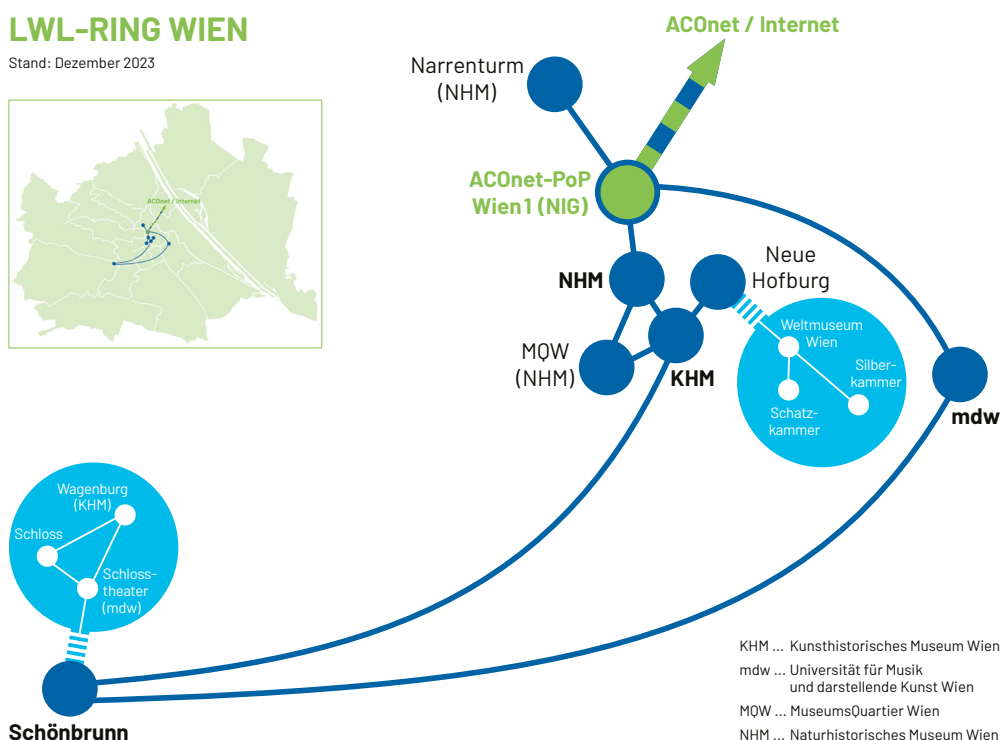 LWL-RING WIEN
Stand: Dezember 2023
ACOnet / Internet
ACOnet / Internet
Narrenturm
(NHM)
ACOnet-PoP
Wien1 (NIG)
NHM
Neue
Hofburg
MQW
(NHM)
KHM
Weltmuseum
Wien
Silber-
kammer
Schatz-
kammer
mdw
Wagenburg
(KHM)
Schloss
Schloss-
theater
(mdw)
Schönbrunn
KHM ... Kunsthistorisches Museum Wien
mdw ... Universität für Musik
und darstellende Kunst Wien
MQW ... MuseumsQuartier Wien
NHM ... Naturhistorisches Museum Wien